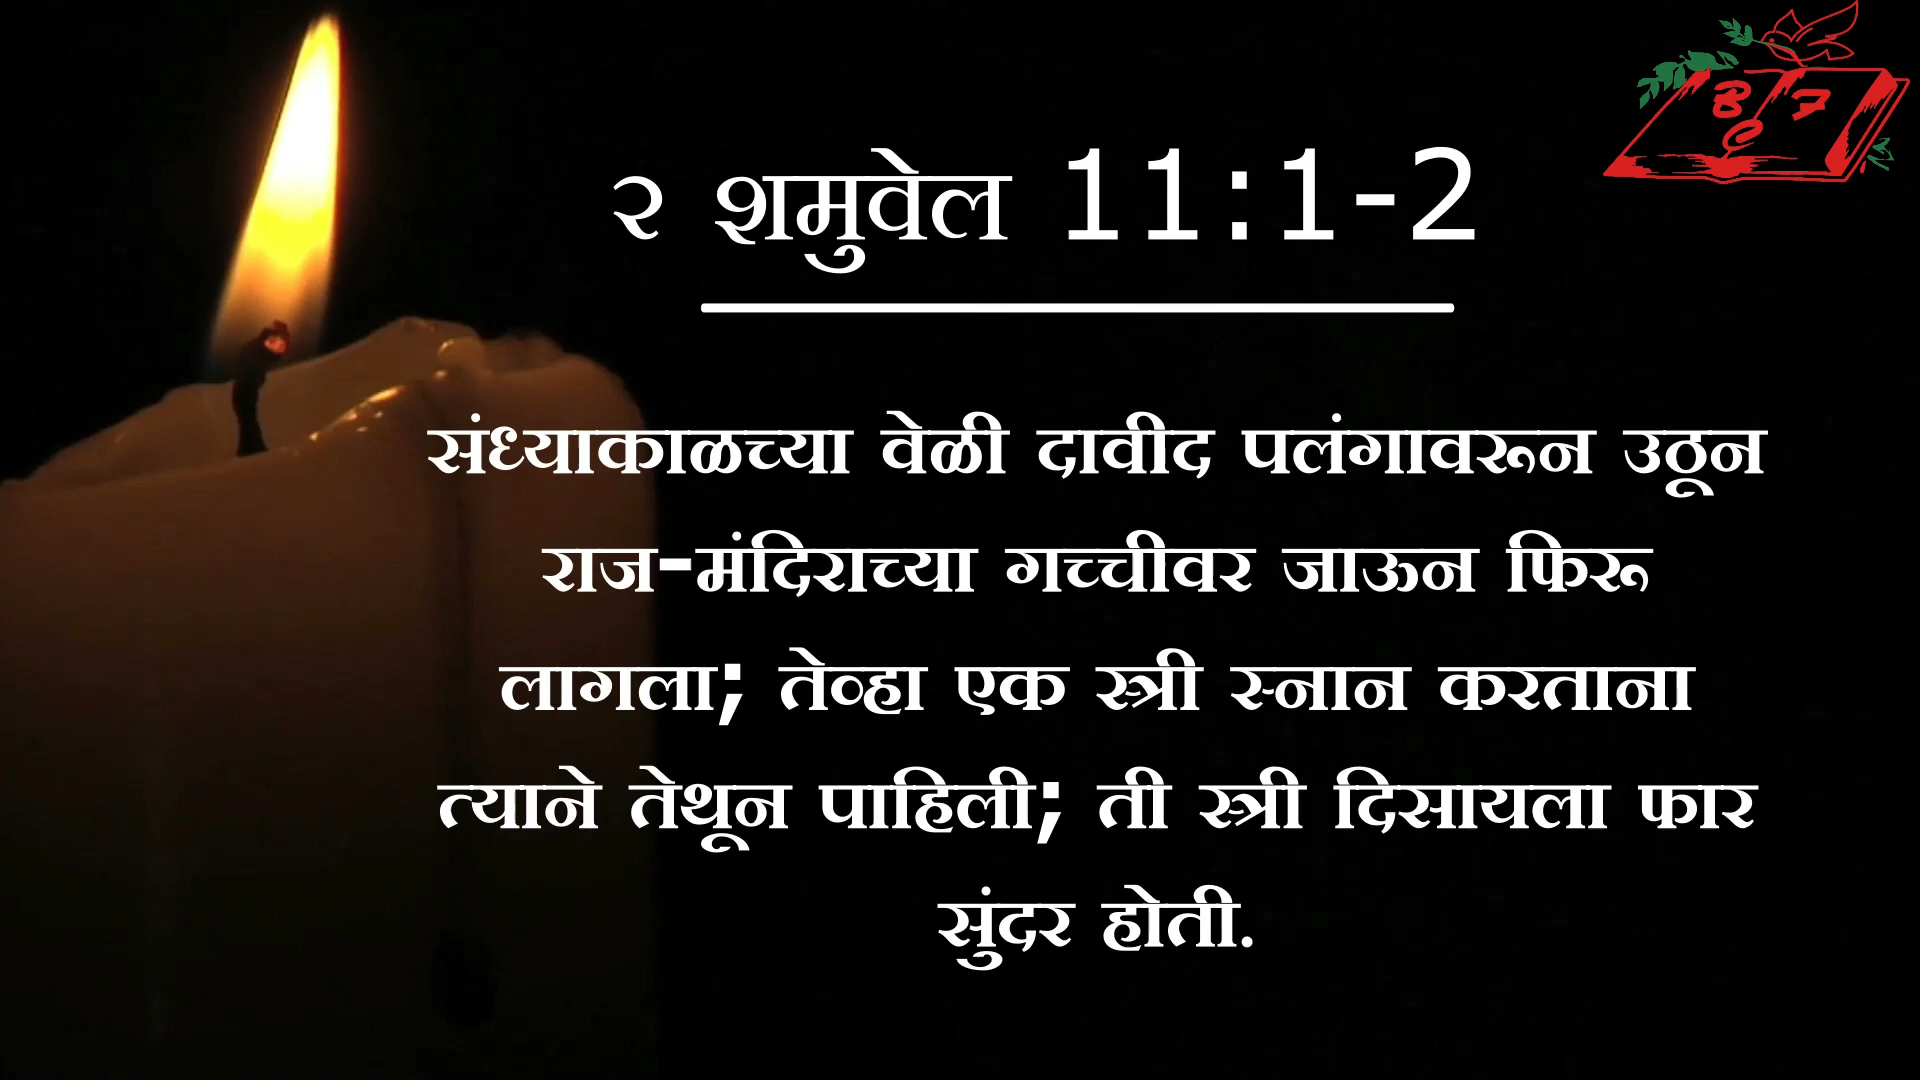 B F
C
२ शमुवेल 11:1-2
संध्याकाळच्या वेळी दावीद पलंगावरून उठून
राज-मंदिराच्या गच्चीवर जाऊन फिरू
लागला; तेव्हा एक स्त्री स्नान करताना
त्याने तेथून पाहिली; ती स्त्री दिसायला फार
सुंदर होती.